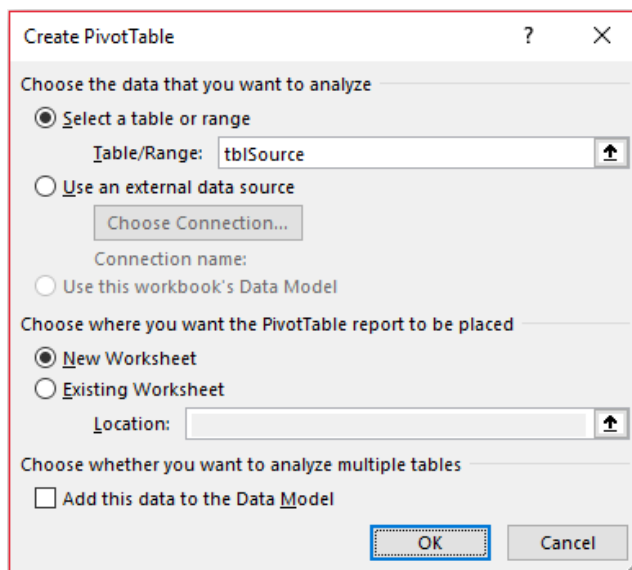 Create PivotTable ?
Choose the data that you want to analyze
Select a table or range
Table/Range: tblSource
Use an external data source
Choose Connection...
Connection name:
Use this workbook's Data Model
Choose where you want the PivotTable report to be placed
New Worksheet
Existing Worksheet
Location:
Choose whether you want to analyze multiple tables
Add this data to the Data Model
OK Cancel